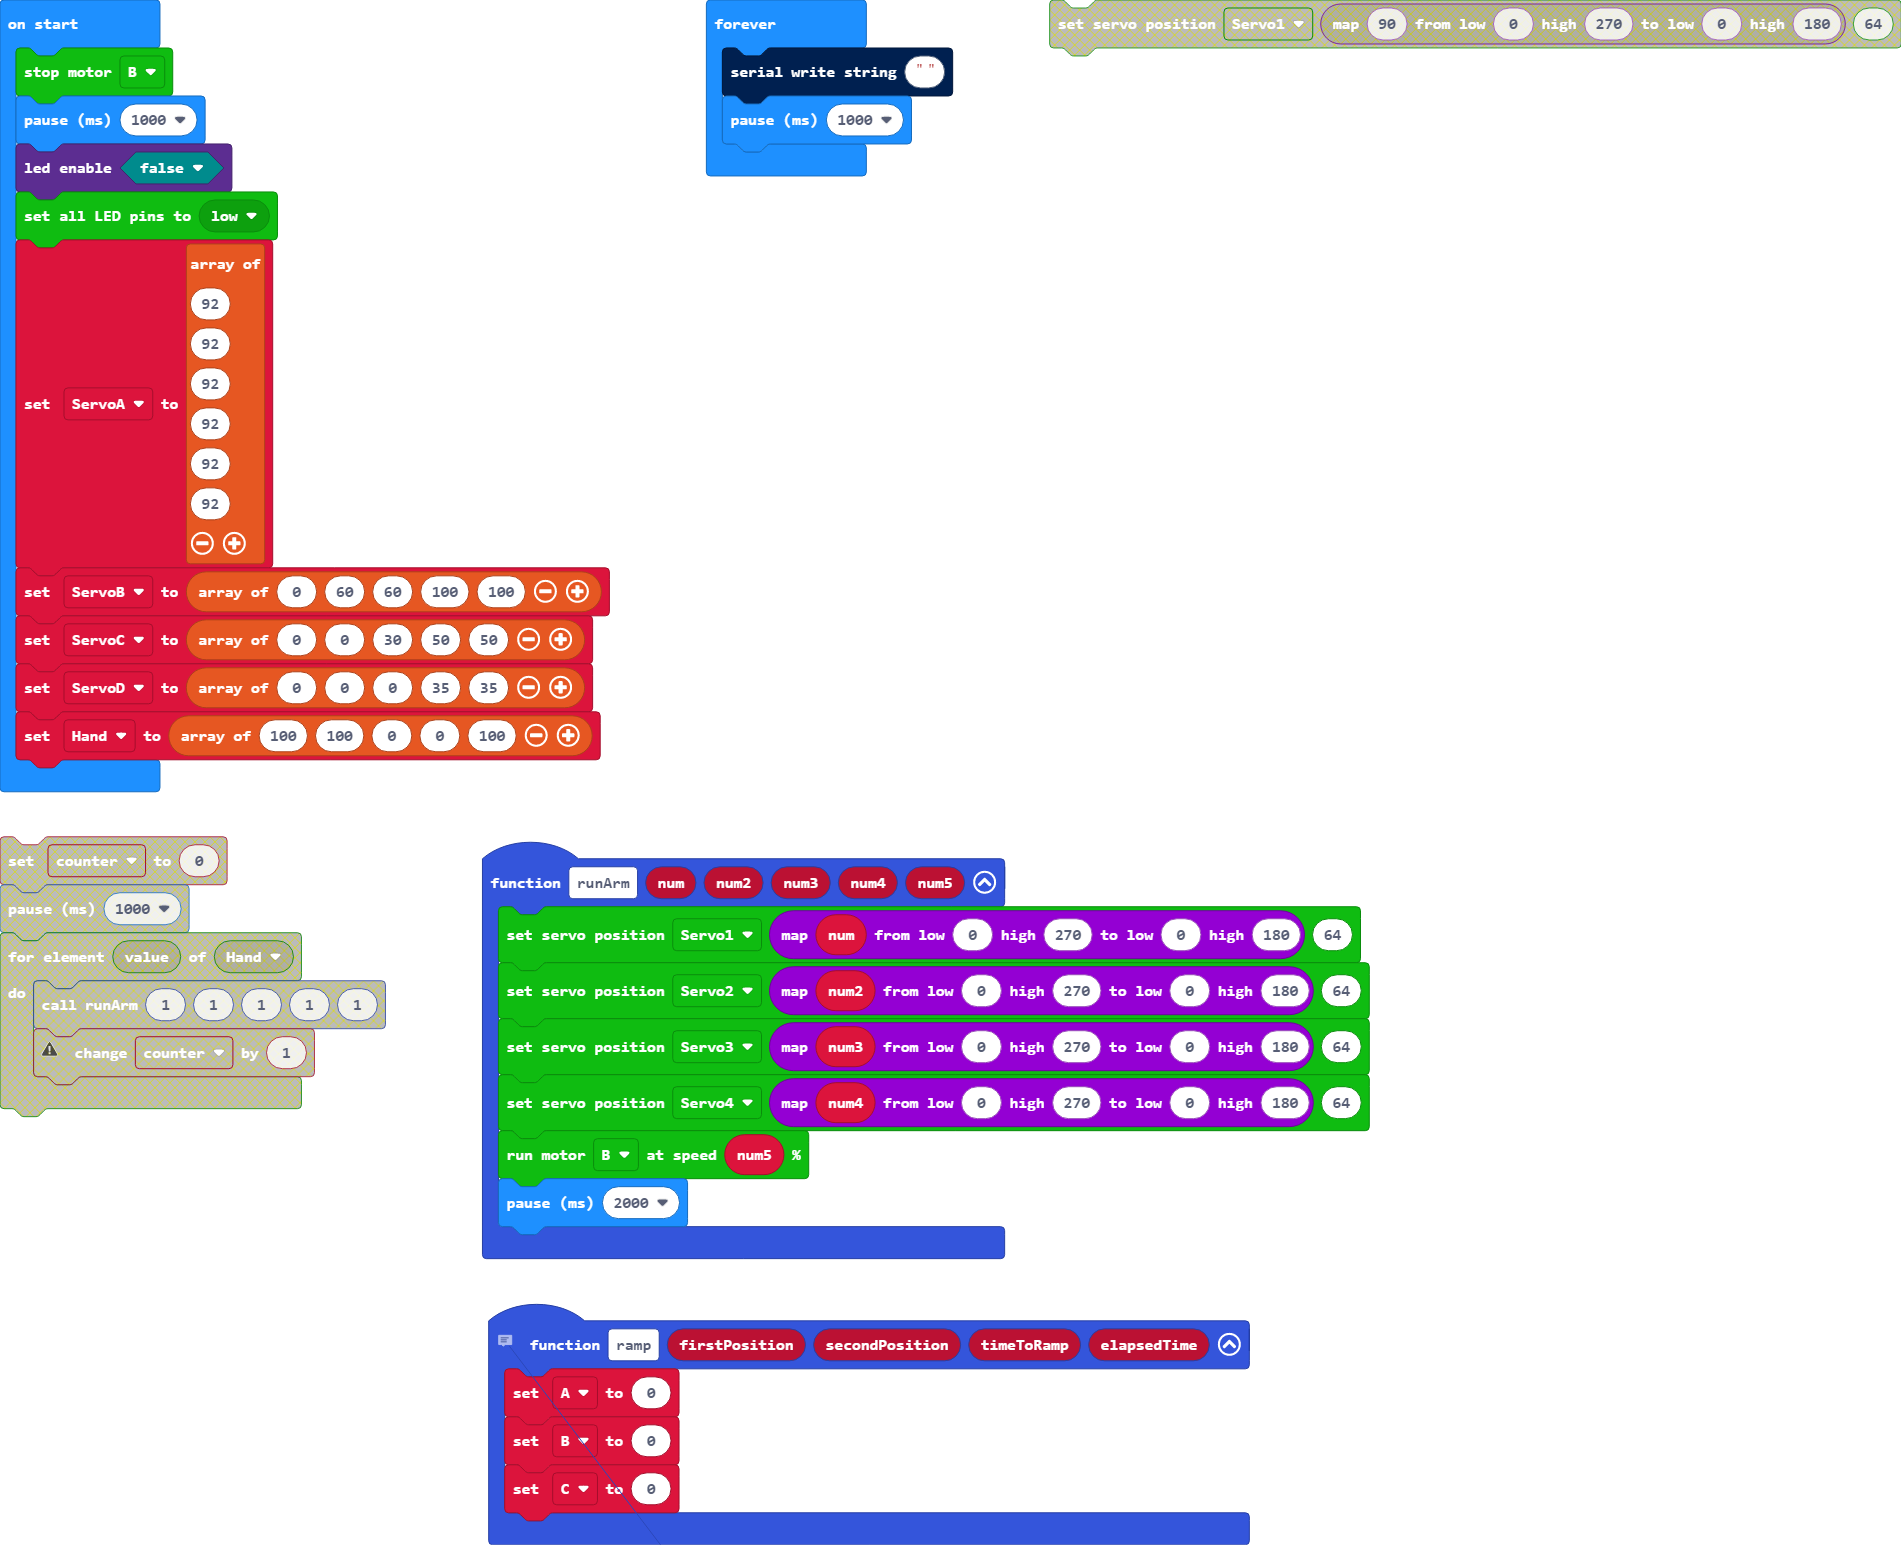 on start
stop motor B
pause (ms) 1000
led enable false
set all LED pins to low
set ServoA to array of
92
92
92
92
92
92
set ServoB to array of 0 60 60 100 100
set ServoC to array of 0 0 30 50 50
set ServoD to array of 0 0 0 35 35
set Hand to array of 100 100 0 0 100
forever
serial write string " "
pause (ms) 1000
set servo position Servo1 map 90 from low 0 high 270 to low 0 high 180 64
set counter to 0
pause (ms) 1000
for element value of Hand
do
call runArm 1 1 1 1 1
change counter by 1
function runArm num num2 num3 num4 num5
set servo position Servo1 map num from low 0 high 270 to low 0 high 180 64
set servo position Servo2 map num2 from low 0 high 270 to low 0 high 180 64
set servo position Servo3 map num3 from low 0 high 270 to low 0 high 180 64
set servo position Servo4 map num4 from low 0 high 270 to low 0 high 180 64
run motor B at speed num5 %
pause (ms) 2000
function ramp firstPosition secondPosition timeToRamp elapsedTime
set A to 0
set B to 0
set C to 0